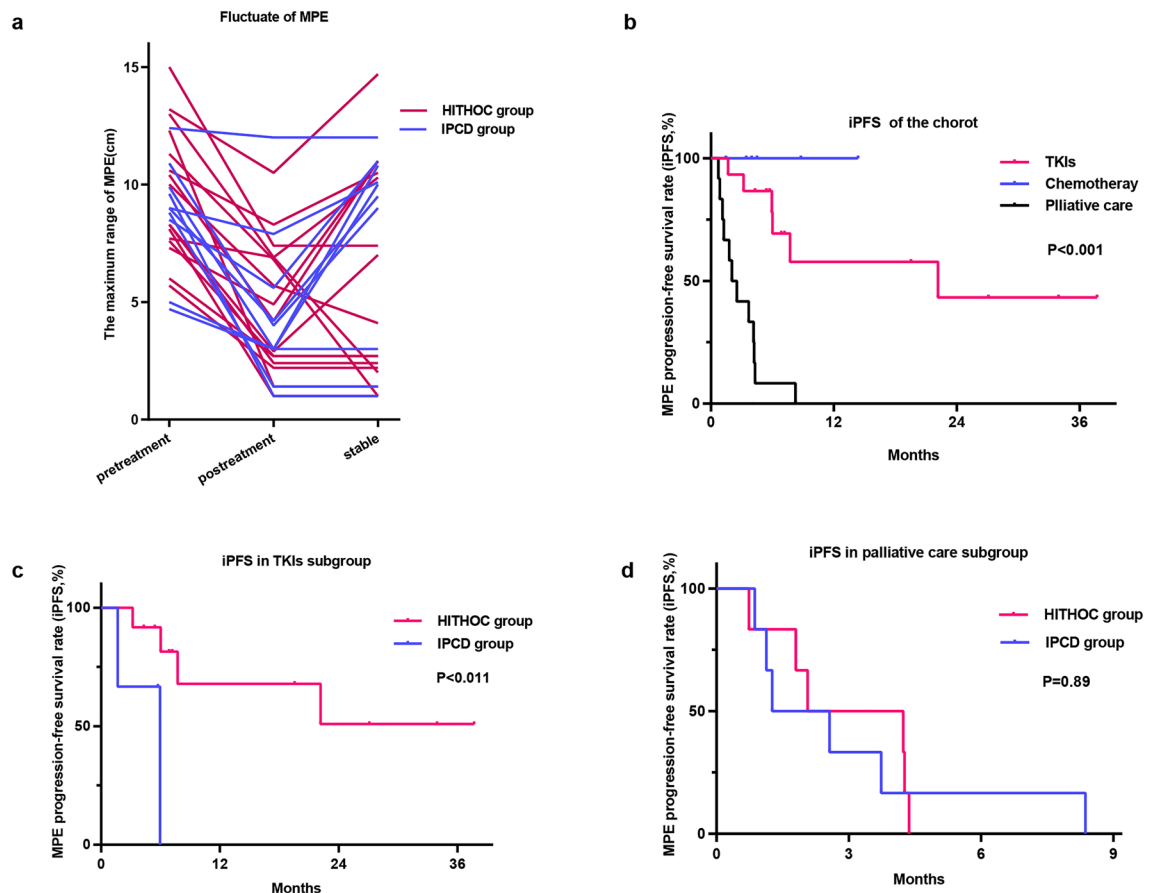 a
Fluctuate of MPE
The maximum range of MPE(cm)
15
10
5
0
pretreatment
postreatment
stable
HITHOC group
IPCD group
b
iPFS of the chorot
MPE progression-free survival rate (iPFS,%)
100
50
0
0 12 24 36
Months
TKIs
Chemotheray
Plliative care
P<0.001
c
iPFS in TKIs subgroup
MPE progression-free survival rate (iPFS,%)
100
50
0
0 12 24 36
Months
HITHOC group
IPCD group
P<0.011
d
iPFS in palliative care subgroup
MPE progression-free survival rate (iPFS,%)
100
50
0
0 3 6 9
Months
HITHOC group
IPCD group
P=0.89